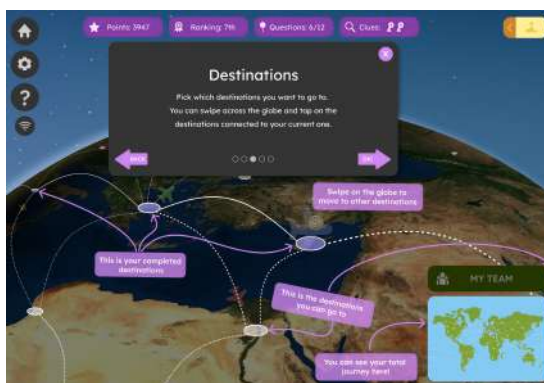 Points: 3947
Ranking: 7th
Questions: 6/12
Clues:
Destinations
Pick which destinations you want to go to.
You can swipe across the globe and tap on the
destinations connected to your current one.
BACK
Swipe on the globe to
move to other destinations
This is your completed
destinations
This is the destinations
you can go to
MY TEAM
You can see your total
journey here!